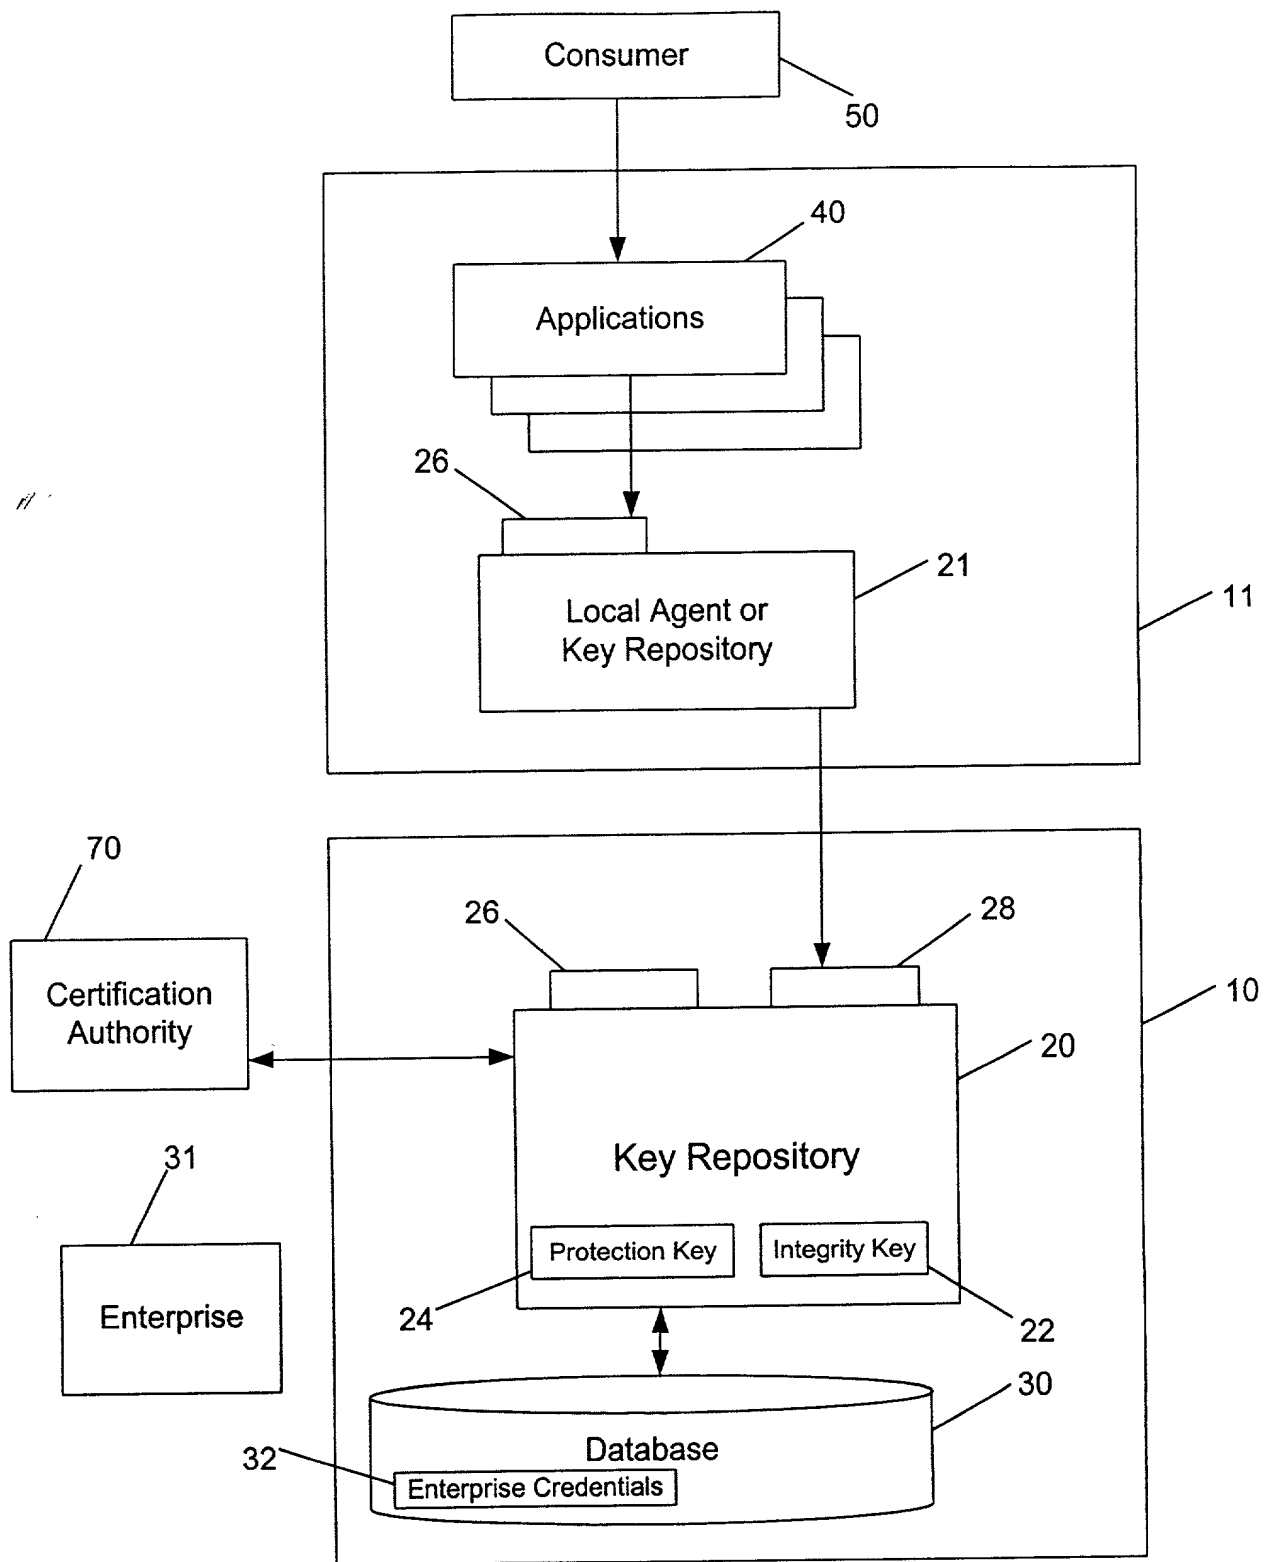 Consumer
50
40
Applications
26
21
Local Agent or
Key Repository
11
70
26
28
Certification
Authority
10
20
31
Key Repository
Protection Key
Integrity Key
24
22
Enterprise
30
Database
32
Enterprise Credentials